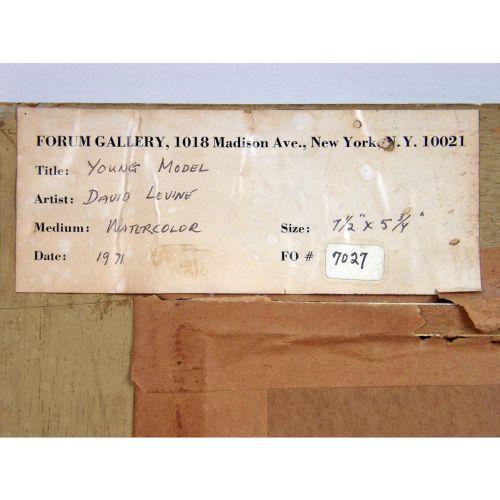 FORUM GALLERY, 1018 Madison Ave., New York, N.Y. 10021
Title: YOUNG MODEL
Artist: DAVID LEVINE
Medium: WATERCOLOR Size: 7 1/2" X 5 3/4"
Date: 1971 FO # 7027